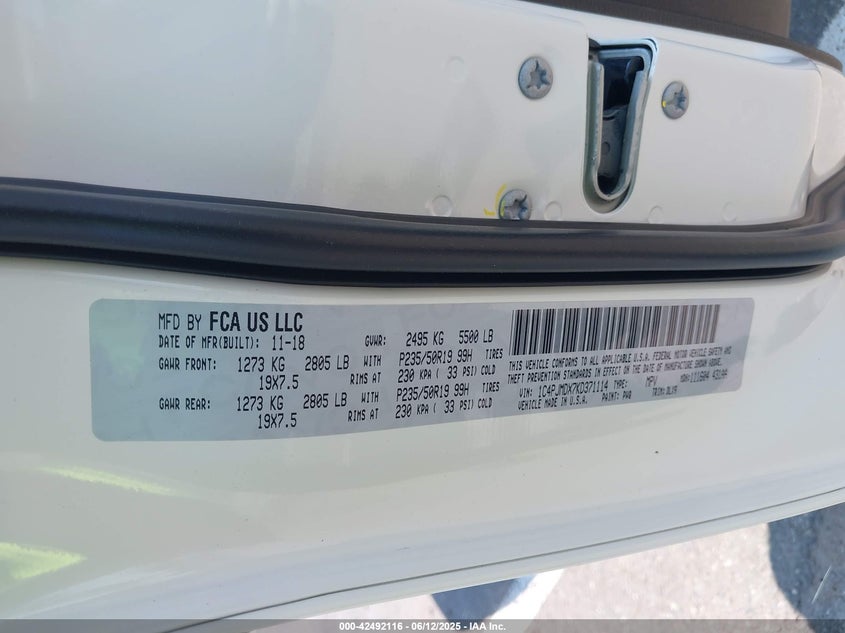 MFD BY FCA US LLC
DATE OF MFR(BUILT): 11-18 GVWR: 2495 KG 5500 LB
GAWR FRONT: 1273 KG 2805 LB WITH P235/50R19 99H TIRES
19X7.5 RIMS AT 230 KPA ( 33 PSI) COLD
GAWR REAR: 1273 KG 2805 LB WITH P235/50R19 99H TIRES
19X7.5 RIMS AT 230 KPA ( 33 PSI) COLD
THIS VEHICLE CONFORMS TO ALL APPLICABLE U.S.A. FEDERAL MOTOR VEHICLE SAFETY AND
THEFT PREVENTION STANDARDS IN EFFECT ON THE DATE OF MANUFACTURE SHOWN ABOVE.
VIN: 1C4PJMDX7KD371114 TYPE: MPV MDH:
VEHICLE MADE IN U.S.A. PAINT: PW8 TRIM:
000-42492116 - 06/12/2025 - IAA Inc.